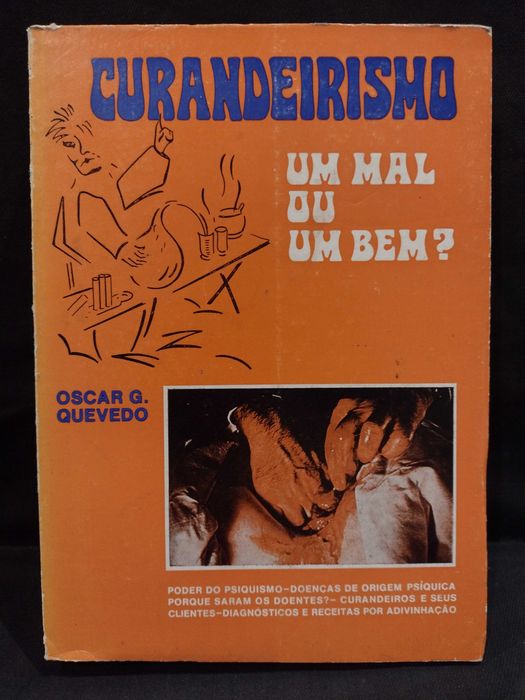 CURANDEIRISMO
UM MAL
OU
UM BEM?
OSCAR G.
QUEVEDO
PODER DO PSIQUISMO-DOENÇAS DE ORIGEM PSÍQUICA
PORQUE SARAM OS DOENTES?- CURANDEIROS E SEUS
CLIENTES-DIAGNÓSTICOS E RECEITAS POR ADIVINHAÇÃO